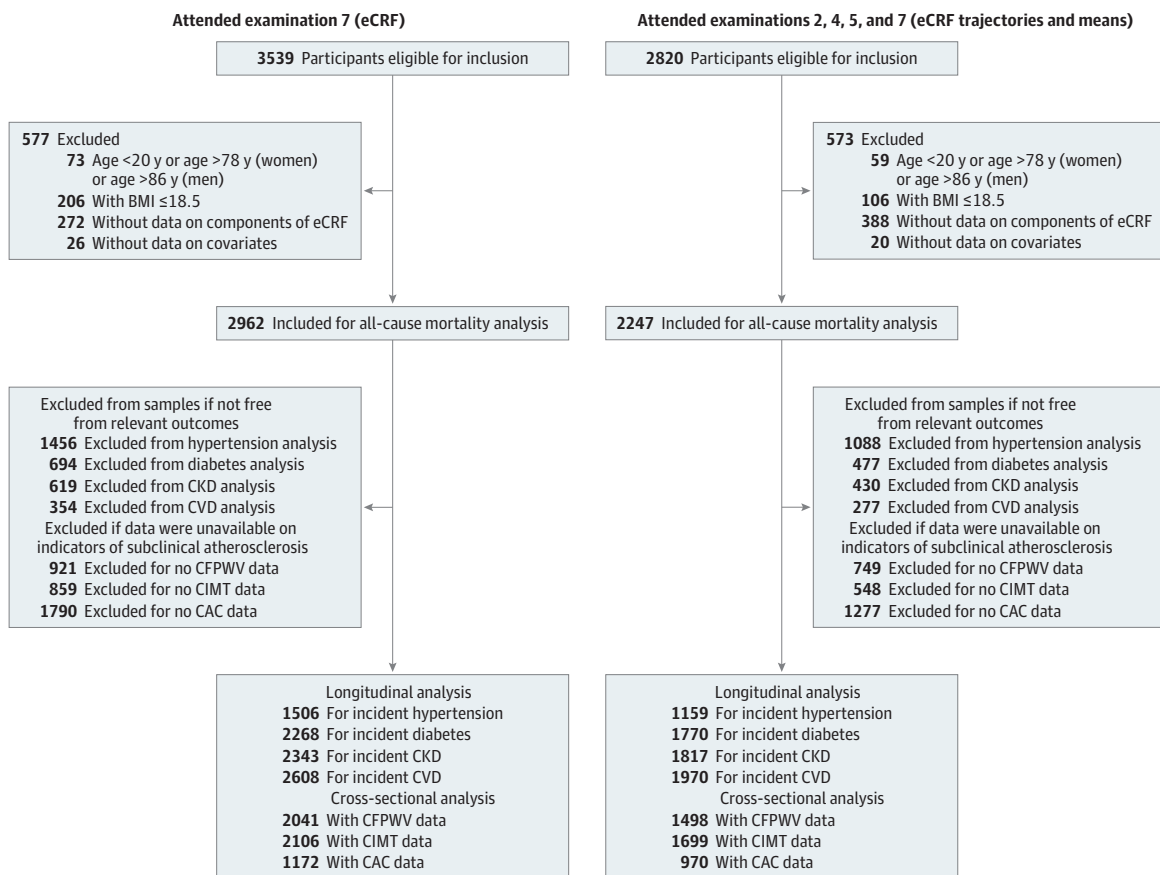 Attended examination 7 (eCRF)
3539 Participants eligible for inclusion
577 Excluded
73 Age <20 y or age >78 y (women)
or age >86 y (men)
206 With BMI ≤18.5
272 Without data on components of eCRF
26 Without data on covariates
2962 Included for all-cause mortality analysis
Excluded from samples if not free
from relevant outcomes
1456 Excluded from hypertension analysis
694 Excluded from diabetes analysis
619 Excluded from CKD analysis
354 Excluded from CVD analysis
Excluded if data were unavailable on
indicators of subclinical atherosclerosis
921 Excluded for no CFPWV data
859 Excluded for no CIMT data
1790 Excluded for no CAC data
Longitudinal analysis
1506 For incident hypertension
2268 For incident diabetes
2343 For incident CKD
2608 For incident CVD
Cross-sectional analysis
2041 With CFPWV data
2106 With CIMT data
1172 With CAC data
Attended examinations 2, 4, 5, and 7 (eCRF trajectories and means)
2820 Participants eligible for inclusion
573 Excluded
59 Age <20 y or age >78 y (women)
or age >86 y (men)
106 With BMI ≤18.5
388 Without data on components of eCRF
20 Without data on covariates
2247 Included for all-cause mortality analysis
Excluded from samples if not free
from relevant outcomes
1088 Excluded from hypertension analysis
477 Excluded from diabetes analysis
430 Excluded from CKD analysis
277 Excluded from CVD analysis
Excluded if data were unavailable on
indicators of subclinical atherosclerosis
749 Excluded for no CFPWV data
548 Excluded for no CIMT data
1277 Excluded for no CAC data
Longitudinal analysis
1159 For incident hypertension
1770 For incident diabetes
1817 For incident CKD
1970 For incident CVD
Cross-sectional analysis
1498 With CFPWV data
1699 With CIMT data
970 With CAC data